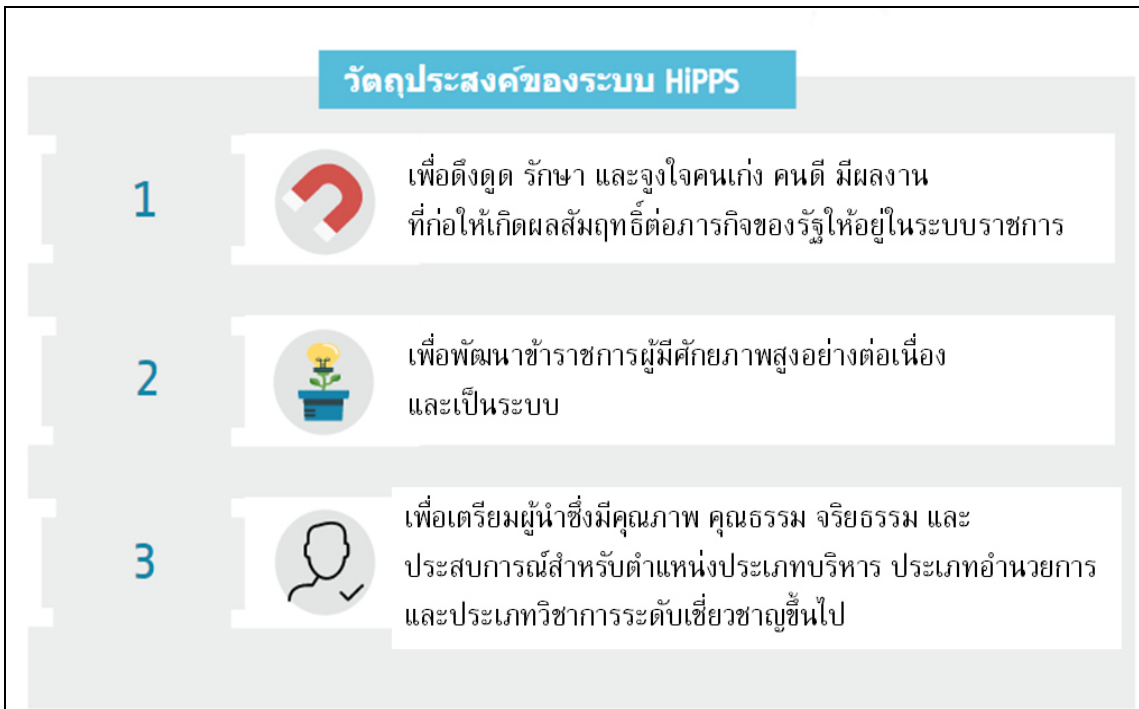 วัตถุประสงค์ของระบบ HiPPS
1
เพื่อดึงดูด รักษา และจูงใจคนเก่ง คนดี มีผลงาน
ที่ก่อให้เกิดผลสัมฤทธิ์ต่อภารกิจของรัฐให้อยู่ในระบบราชการ
2
เพื่อพัฒนาข้าราชการผู้มีศักยภาพสูงอย่างต่อเนื่อง
และเป็นระบบ
3
เพื่อเตรียมผู้นำซึ่งมีคุณภาพ คุณธรรม จริยธรรม และ
ประสบการณ์สำหรับตำแหน่งประเภทบริหาร ประเภทอำนวยการ
และประเภทวิชาการระดับเชี่ยวชาญขึ้นไป